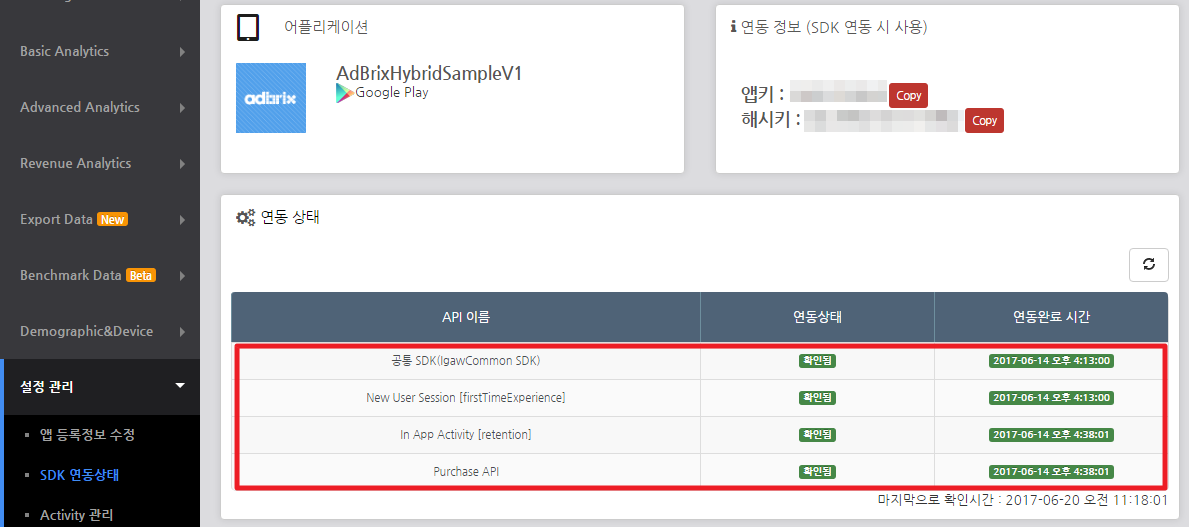 Basic Analytics
Advanced Analytics
Revenue Analytics
Export Data New
Benchmark Data Beta
Demographic&Device
설정 관리
앱 등록정보 수정
SDK 연동상태
Activity 관리
어플리케이션
adbrix
AdBrixHybridSampleV1
Google Play
i 연동 정보 (SDK 연동 시 사용)
앱키 : Copy
해시키 : Copy
연동 상태
API 이름 연동상태 연동완료 시간
공통 SDK(IgawCommon SDK) 확인됨 2017-06-14 오후 4:13:00
New User Session [firstTimeExperience] 확인됨 2017-06-14 오후 4:13:00
In App Activity [retention] 확인됨 2017-06-14 오후 4:38:01
Purchase API 확인됨 2017-06-14 오후 4:38:01
마지막으로 확인시간 : 2017-06-20 오전 11:18:01